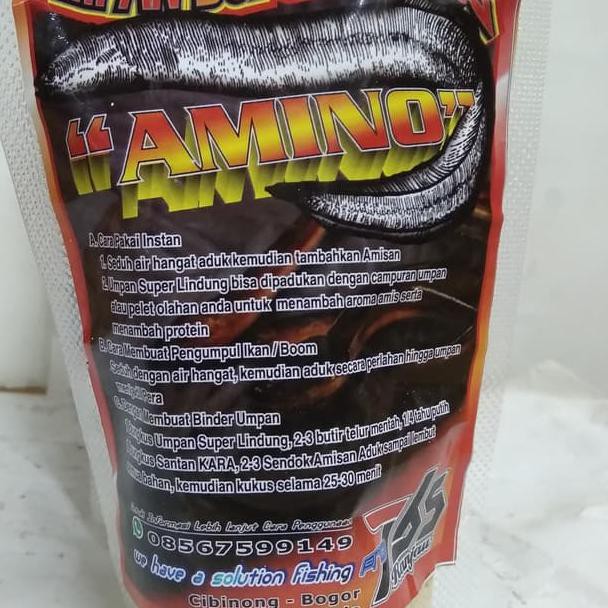 "AMINO"
A. Cara Pakai Instan
1. Seduh air hangat aduk kemudian tambahkan Amisan
2. Umpan Super Lindung bisa dipadukan dengan campuran umpan
atau pelet olahan anda untuk menambah aroma amis serta
menambah protein
B. Cara Membuat Pengumpul Ikan / Boom
Seduh dengan air hangat, kemudian aduk secara perlahan hingga umpan
Pera
Membuat Binder Umpan
Umpan Super Lindung, 2-3 butir telur mentah, 1/4 tahu putih
Santan KARA, 2-3 Sendok Amisan Aduk sampai lembut
bahan, kemudian kukus selama 25-30 menit
Informasi Lebih lanjut Cara Penggunaan
08567599149
we have a solution fishing
Cibinong - Bogor